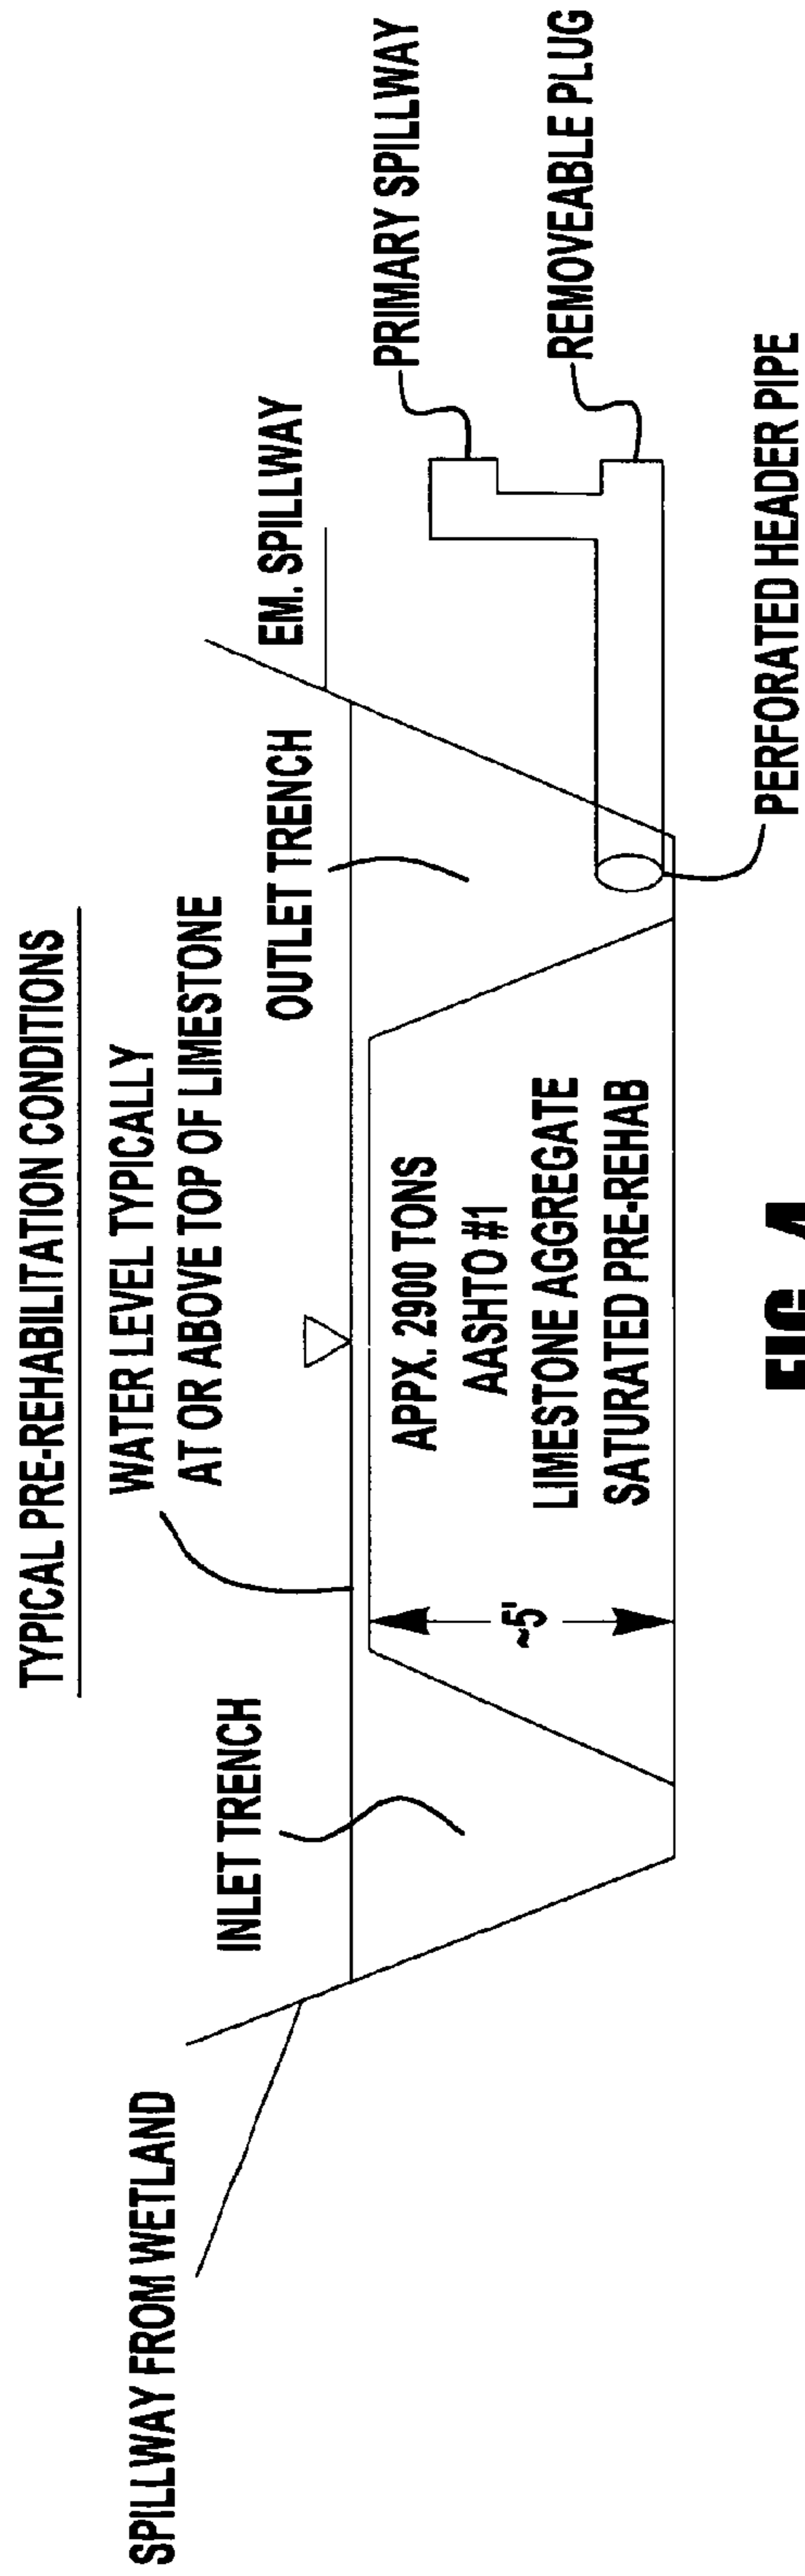 TYPICAL PRE-REHABILITATION CONDITIONS
SPILLWAY FROM WETLAND
INLET TRENCH
WATER LEVEL TYPICALLY
AT OR ABOVE TOP OF LIMESTONE
OUTLET TRENCH
EM. SPILLWAY
PRIMARY SPILLWAY
REMOVEABLE PLUG
~5'
APPX. 2900 TONS
AASHTO #1
LIMESTONE AGGREGATE
SATURATED PRE-REHAB
PERFORATED HEADER PIPE
FIG. 4